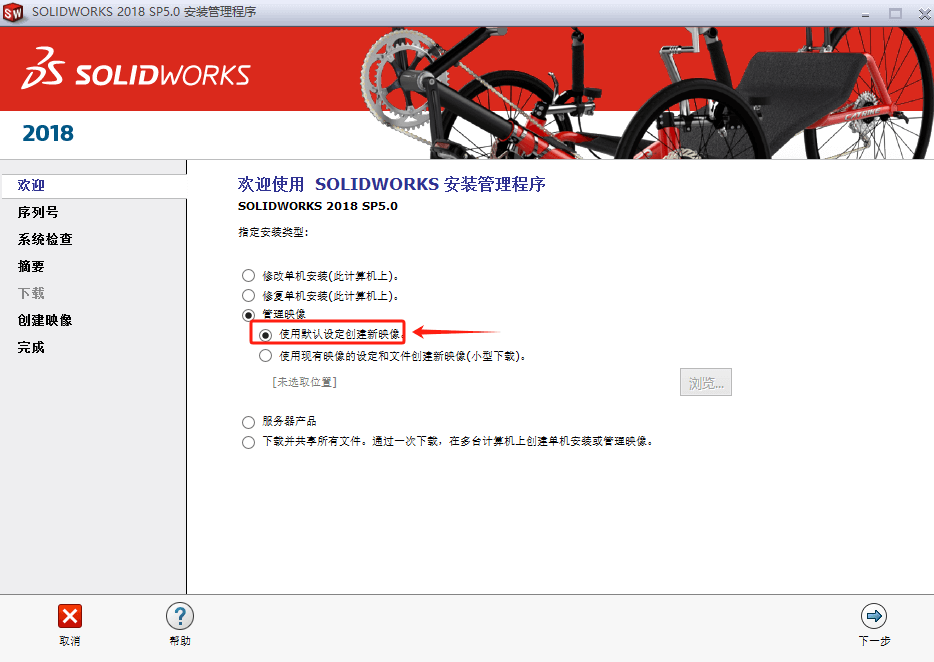 SW SOLIDWORKS 2018 SP5.0 安装管理程序
SOLIDWORKS
CATRIKE
2018
欢迎
序列号
系统检查
摘要
下载
创建映像
完成
欢迎使用 SOLIDWORKS 安装管理程序
SOLIDWORKS 2018 SP5.0
指定安装类型:
修改单机安装(此计算机上)。
修复单机安装(此计算机上)。
管理映像
使用默认设定创建新映像。
使用现有映像的设定和文件创建新映像(小型下载)。
[未选取位置]
浏览...
服务器产品
下载并共享所有文件。通过一次下载，在多台计算机上创建单机安装或管理映像。
取消
帮助
下一步